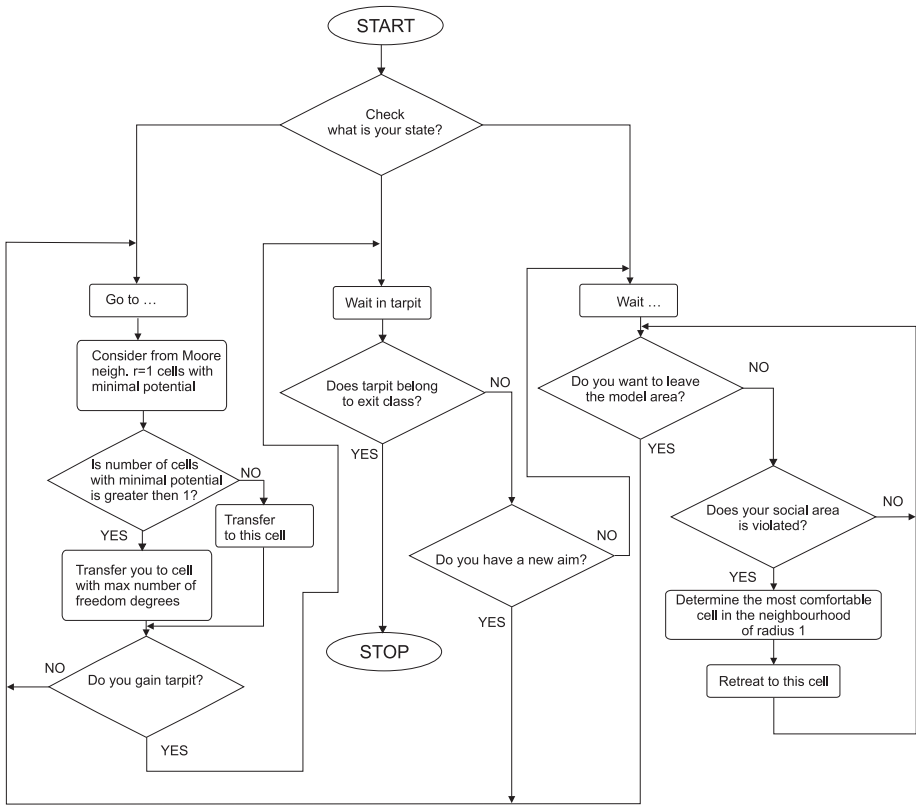 START
Check
what is your state?
Go to ...
Consider from Moore
neigh. r=1 cells with
minimal potential
Is number of cells
with minimal potential
is greater then 1?
NO
YES
Transfer
to this cell
Transfer you to cell
with max number of
freedom degrees
Do you gain tarpit?
NO
YES
Wait in tarpit
Does tarpit belong
to exit class?
NO
YES
Do you have a new aim?
NO
YES
STOP
Wait ...
Do you want to leave
the model area?
NO
YES
Does your social area
is violated?
NO
YES
Determine the most comfortable
cell in the neighbourhood
of radius 1
Retreat to this cell